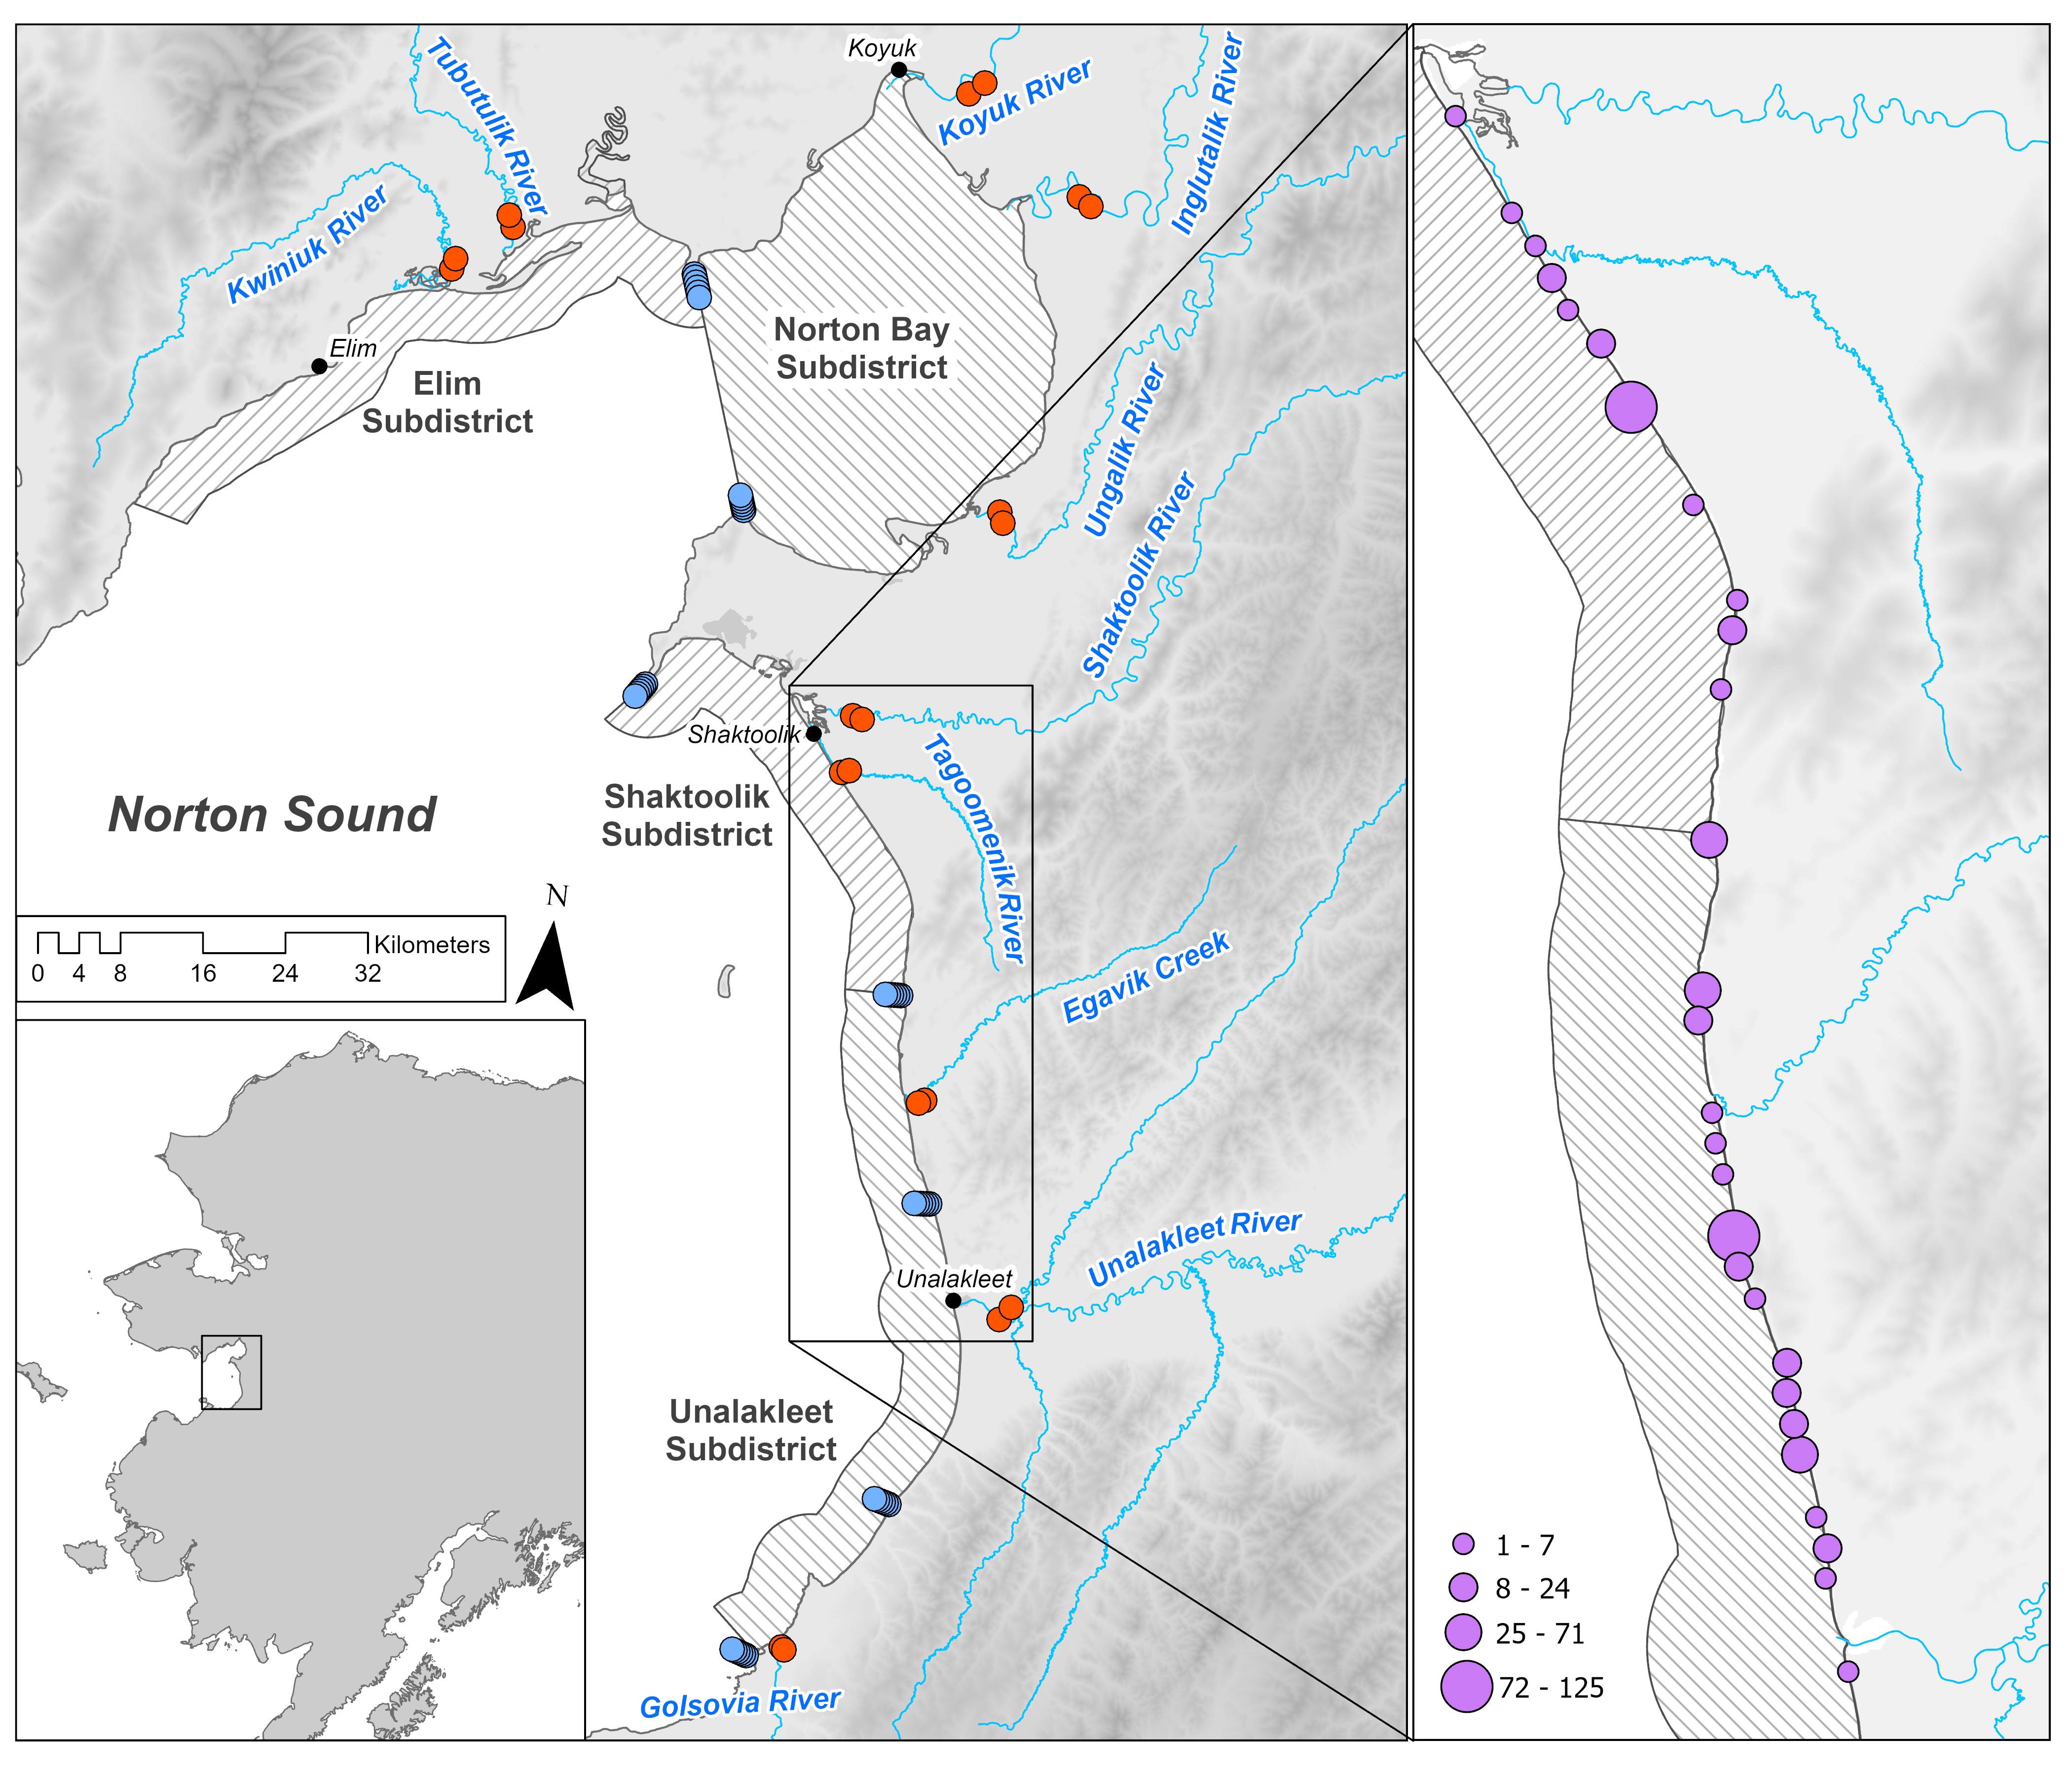 Koyuk
Tubutulik River
Koyuk River
Inglutalik River
Kwiniuk River
Norton Bay
Subdistrict
Elim
Elim
Subdistrict
Ungalik River
Shaktoolik River
Shaktoolik
Tagoomenik River
Shaktoolik
Subdistrict
Norton Sound
N
Kilometers
0 4 8 16 24 32
Egavik Creek
Unalakleet River
Unalakleet
Unalakleet
Subdistrict
Golsovia River
1 - 7
8 - 24
25 - 71
72 - 125